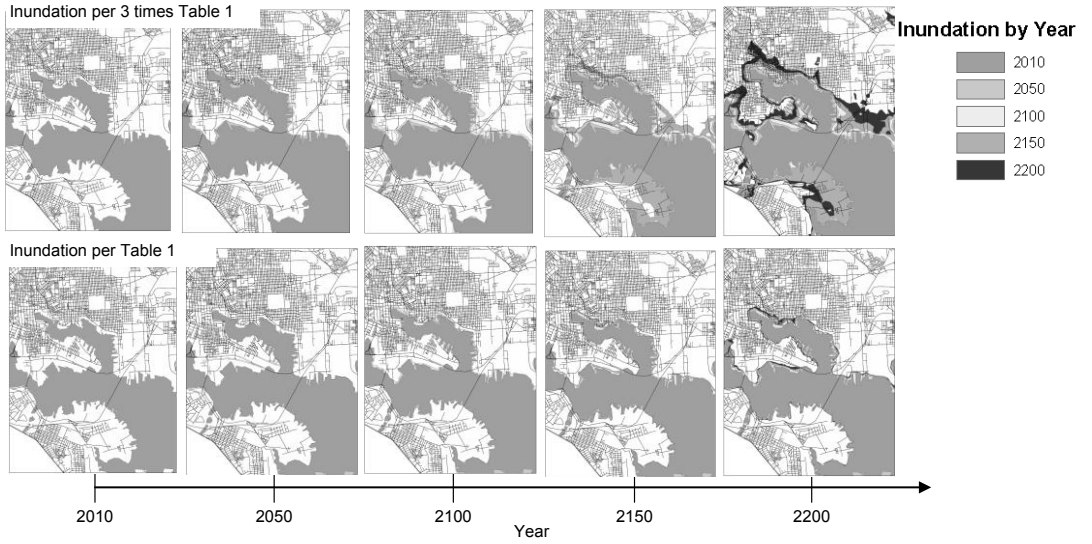 Inundation per 3 times Table 1
Inundation by Year
2010
2050
2100
2150
2200
Inundation per Table 1
2010
2050
2100
2150
2200
Year